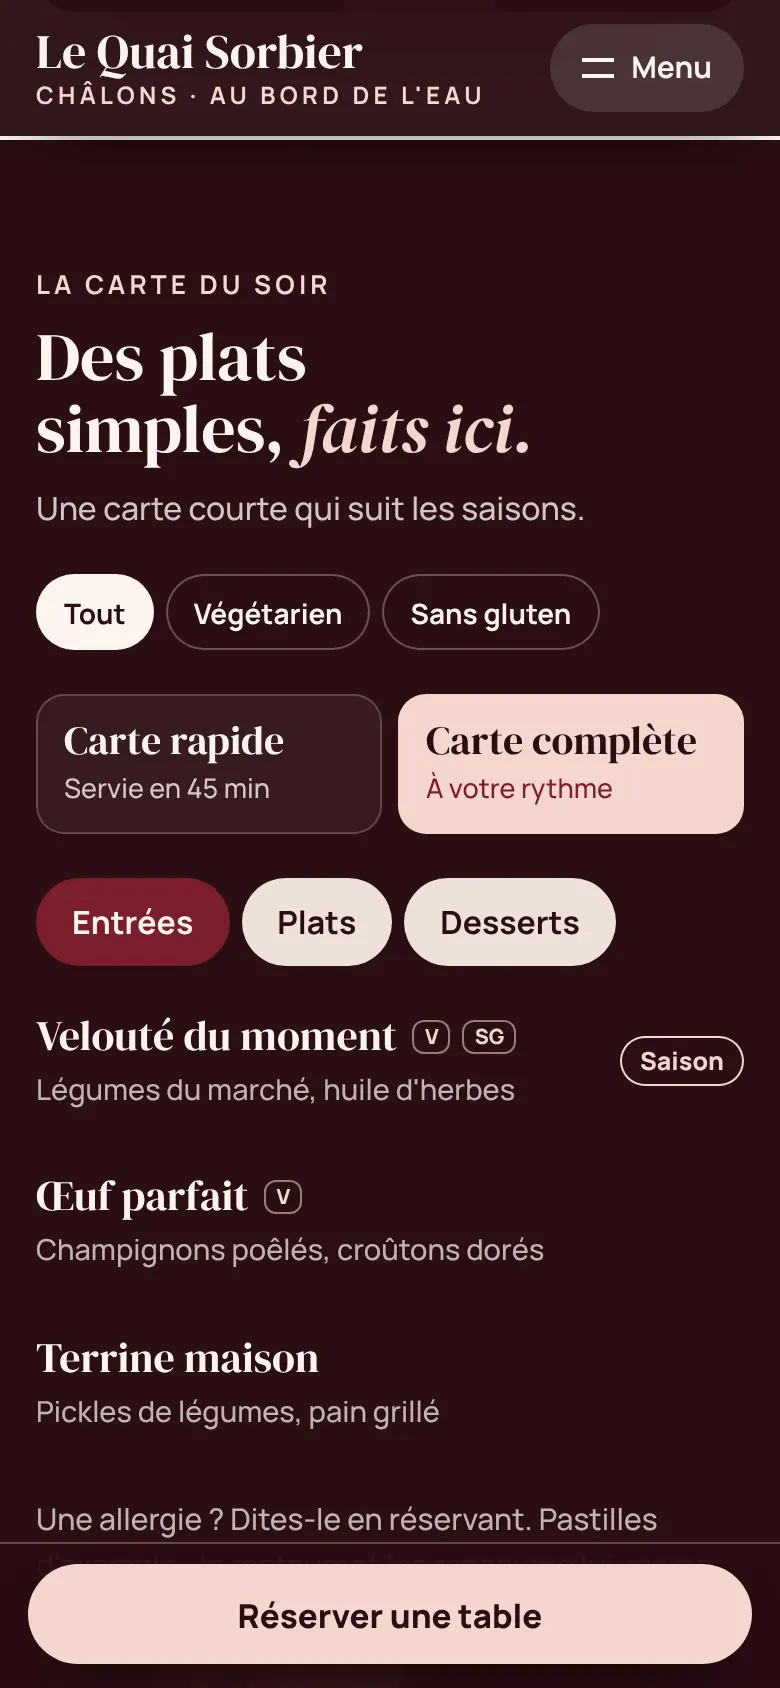 Le Quai Sorbier
CHÂLONS · AU BORD DE L'EAU
Menu
LA CARTE DU SOIR
Des plats
simples, faits ici.
Une carte courte qui suit les saisons.
Tout
Végétarien
Sans gluten
Carte rapide
Servie en 45 min
Carte complète
À votre rythme
Entrées
Plats
Desserts
Velouté du moment V SG
Légumes du marché, huile d'herbes
Saison
Œuf parfait V
Champignons poêlés, croûtons dorés
Terrine maison
Pickles de légumes, pain grillé
Une allergie ? Dites-le en réservant. Pastilles
Réserver une table